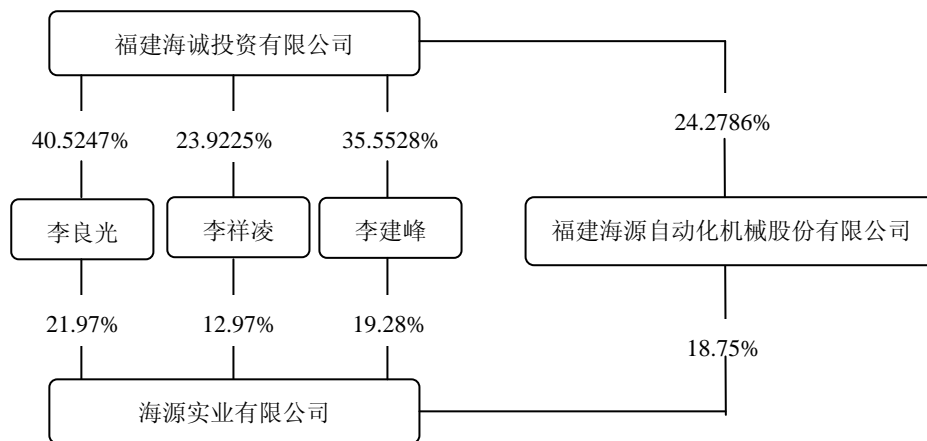 福建海诚投资有限公司
40.5247%
23.9225%
35.5528%
24.2786%
李良光
李祥凌
李建峰
福建海源自动化机械股份有限公司
21.97%
12.97%
19.28%
18.75%
海源实业有限公司